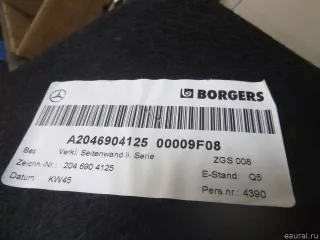 BORGERS
A2046904125 00009F08
Bez.: Verkl. Seitenwand li. Serie ZGS 008
Zeichn.-Nr.: 204 690 4125 E-Stand: Q5
Datum KW45 Pers.nr.: 4390
eaural.ru